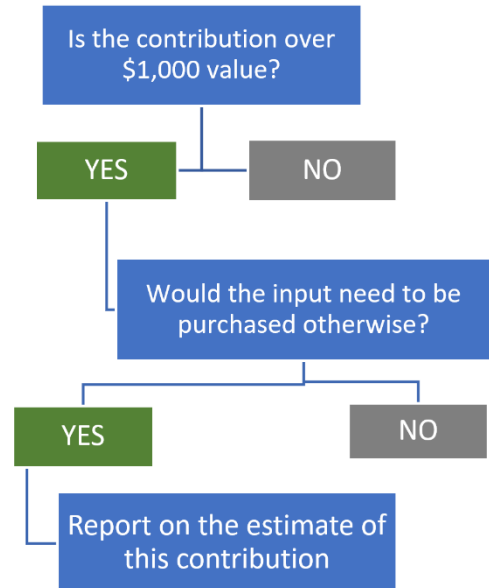 Is the contribution over
$1,000 value?
YES
NO
Would the input need to be
purchased otherwise?
YES
NO
Report on the estimate of
this contribution